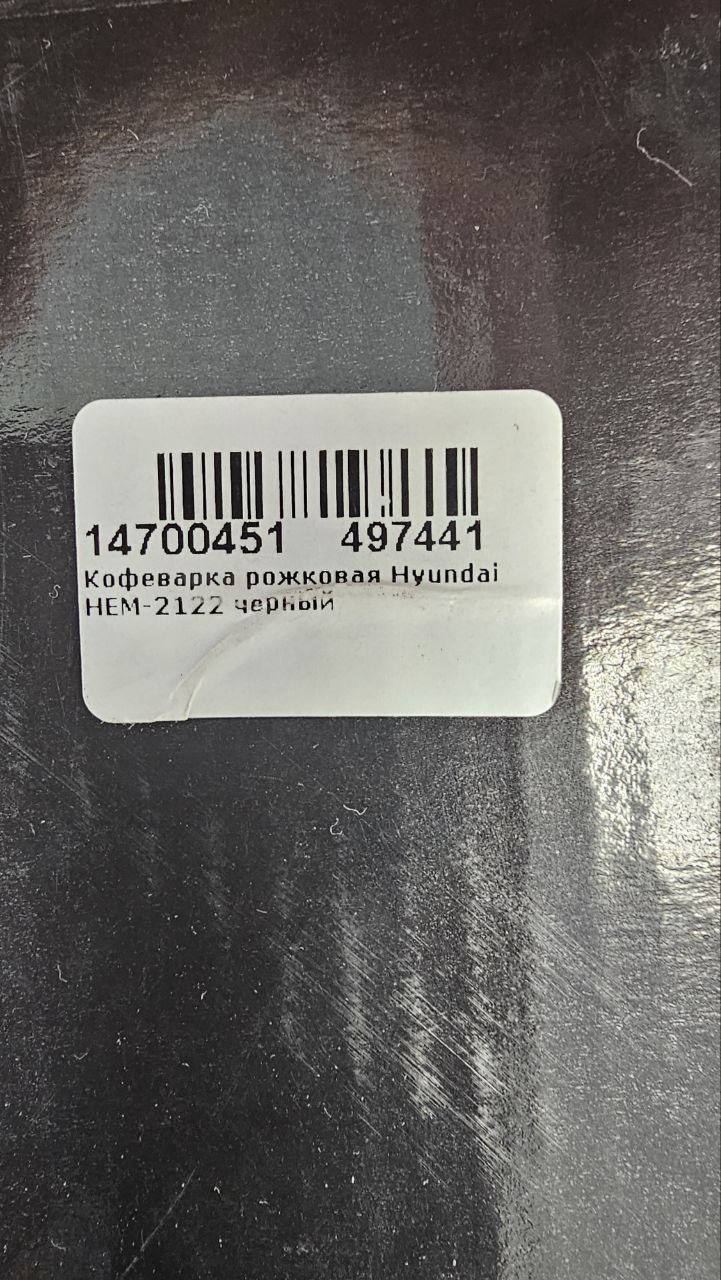 14700451 497441
Кофеварка рожковая Hyundai
HEM-2122 черный